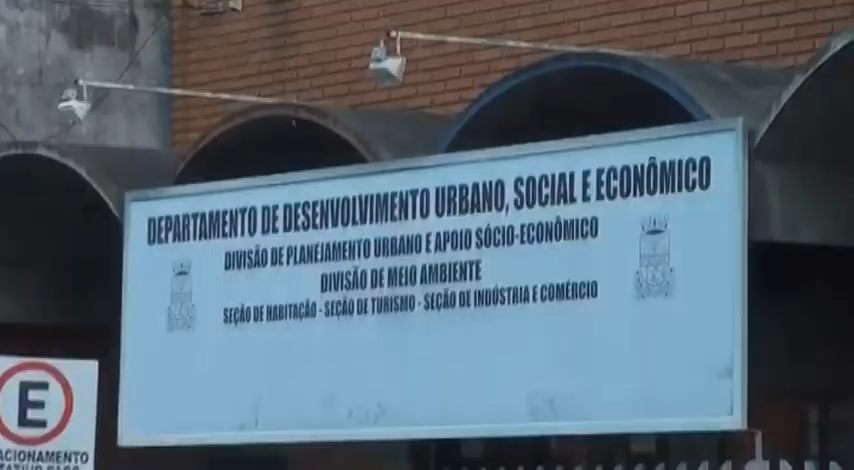 DEPARTAMENTO DE DESENVOLVIMENTO URBANO, SOCIAL E ECONÔMICO
DIVISÃO DE PLANEJAMENTO URBANO E APOIO SÓCIO-ECONÔMICO
DIVISÃO DE MEIO AMBIENTE
SEÇÃO DE HABITAÇÃO - SEÇÃO DE TURISMO - SEÇÃO DE INDÚSTRIA E COMÉRCIO
E